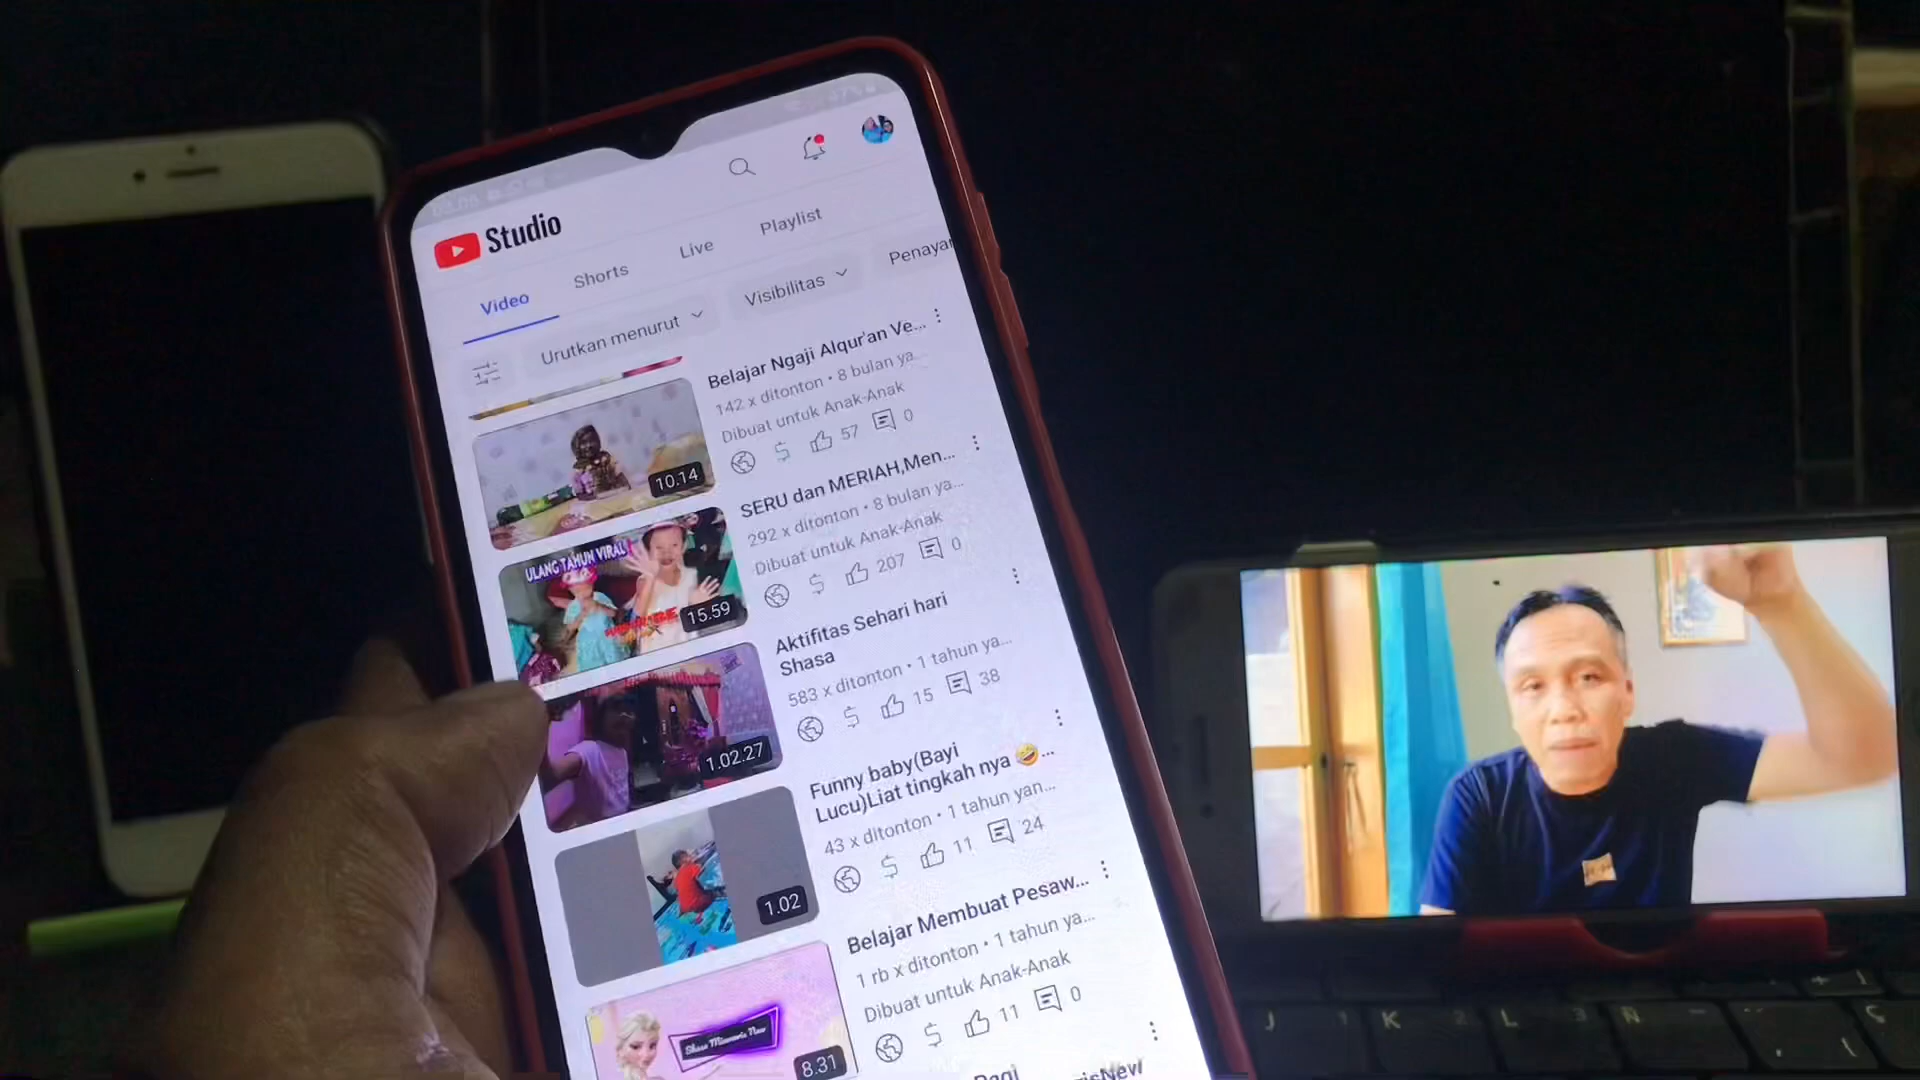 Studio
Video
Shorts
Live
Playlist
Urutkan menurut
Visibilitas
Penayan
10.14
Belajar Ngaji Alqur'an Ve...
142 x ditonton • 8 bulan ya...
Dibuat untuk Anak-Anak
57
0
ULANG TAHUN VIRAL
15.59
SERU dan MERIAH,Men...
292 x ditonton • 8 bulan ya...
Dibuat untuk Anak-Anak
207
0
1.02.27
Aktifitas Sehari hari
Shasa
583 x ditonton • 1 tahun ya...
15
38
1.02
Funny baby(Bayi
Lucu)Liat tingkah nya 🤣...
43 x ditonton • 1 tahun yan...
11
24
8.31
Belajar Membuat Pesaw...
1 rb x ditonton • 1 tahun ya...
Dibuat untuk Anak-Anak
11
0
J 1 K 2 L 3 Ñ